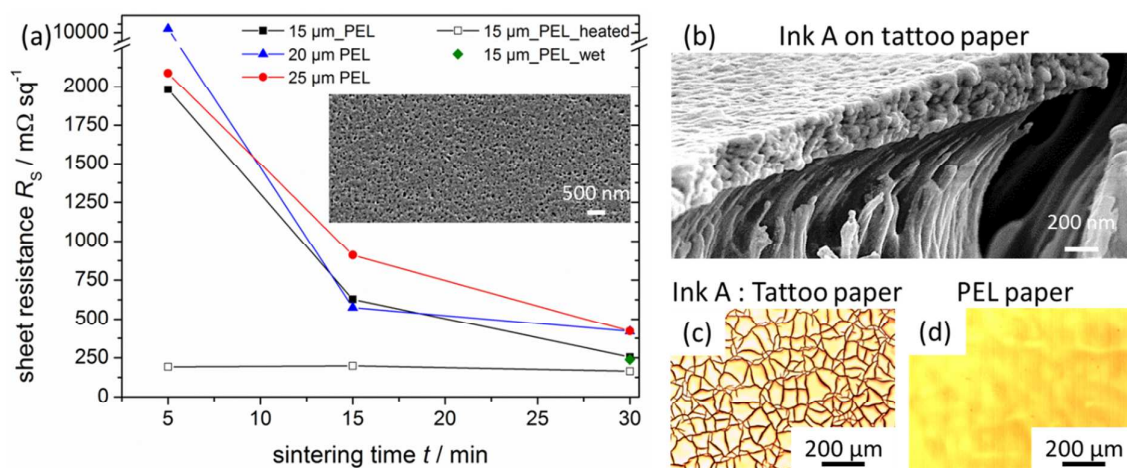 (a)
15 µm_PEL
15 µm_PEL_heated
20 µm PEL
15 µm_PEL_wet
25 µm PEL
10000
2000
1750
1500
1250
1000
750
500
250
0
sheet resistance R_S / mΩ sq⁻¹
500 nm
5
10
15
20
25
30
sintering time t / min
(b)
Ink A on tattoo paper
200 nm
Ink A : Tattoo paper
PEL paper
(c)
200 µm
(d)
200 µm